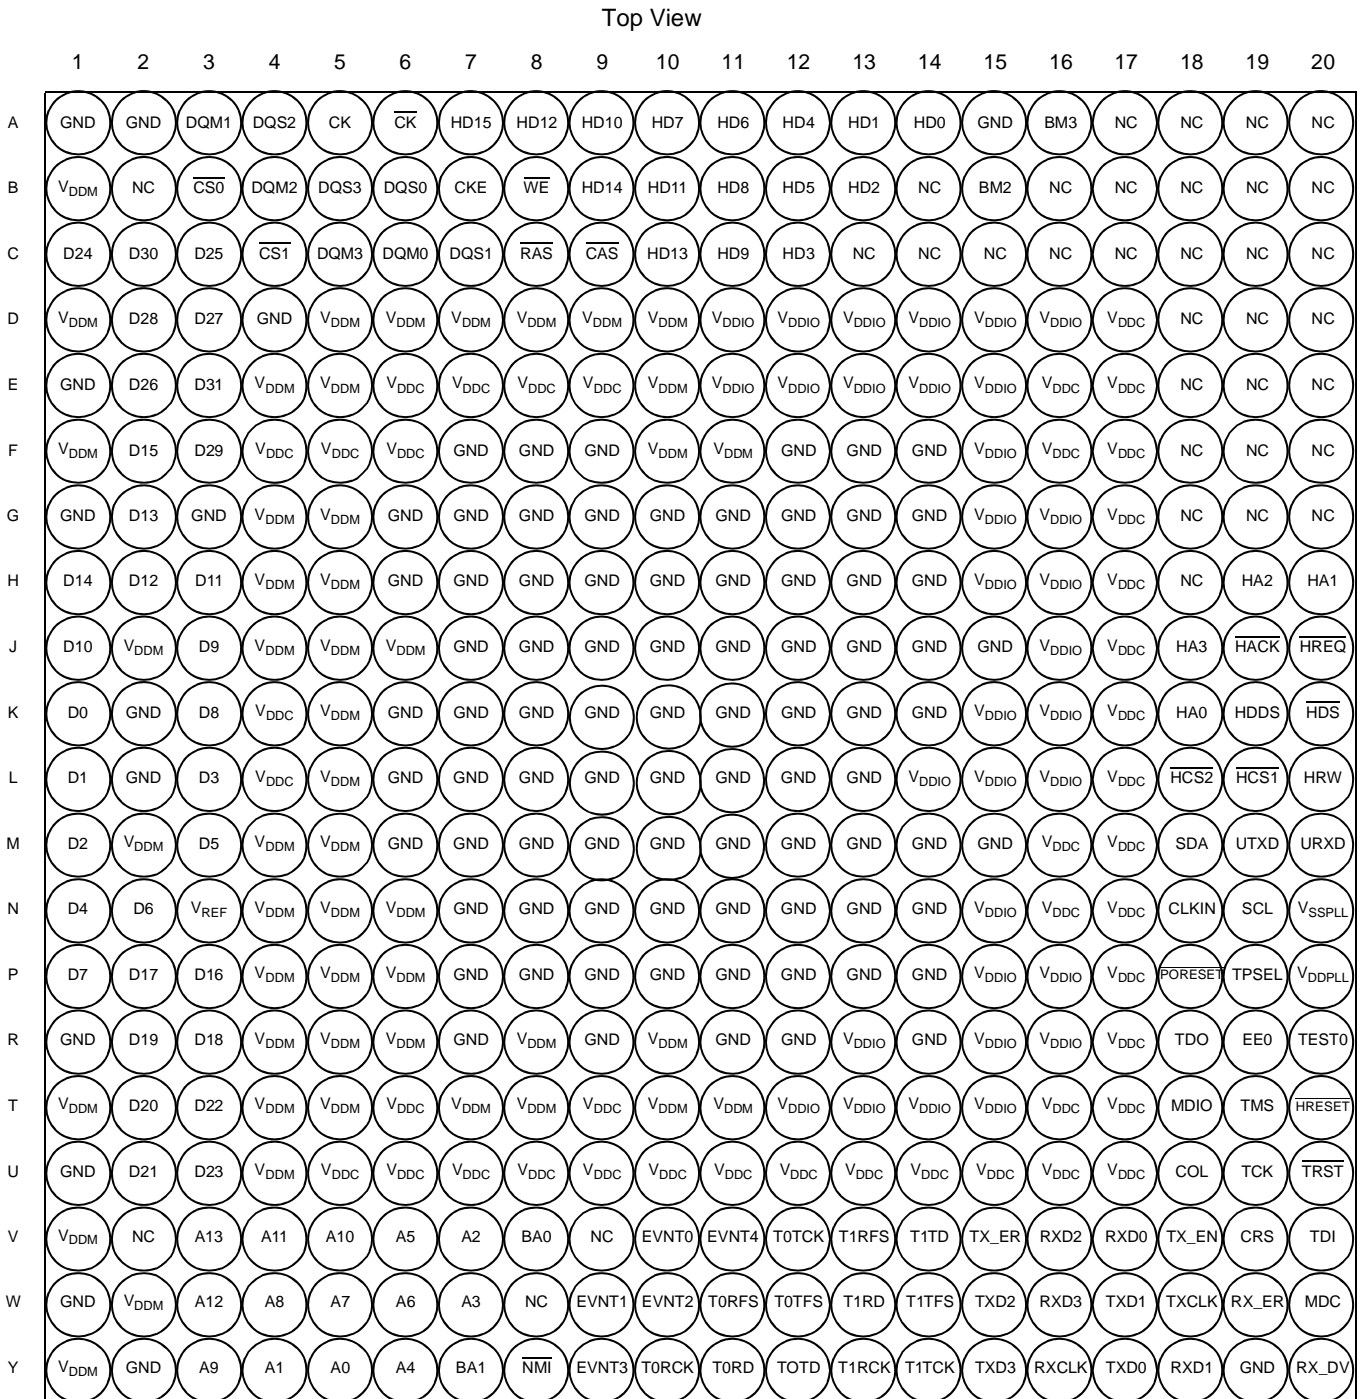 Top View
1 2 3 4 5 6 7 8 9 10 11 12 13 14 15 16 17 18 19 20
A GND GND DQM1 DQS2 CK CK HD15 HD12 HD10 HD7 HD6 HD4 HD1 HD0 GND BM3 NC NC NC NC
B VDDM NC CS0 DQM2 DQS3 DQS0 CKE WE HD14 HD11 HD8 HD5 HD2 NC BM2 NC NC NC NC NC
C D24 D30 D25 CS1 DQM3 DQM0 DQS1 RAS CAS HD13 HD9 HD3 NC NC NC NC NC NC NC NC
D VDDM D28 D27 GND VDDM VDDM VDDM VDDM VDDM VDDM VDDIO VDDIO VDDIO VDDIO VDDIO VDDIO VDDC NC NC NC
E GND D26 D31 VDDM VDDM VDDC VDDC VDDC VDDC VDDM VDDIO VDDIO VDDIO VDDIO VDDIO VDDC VDDC NC NC NC
F VDDM D15 D29 VDDC VDDC VDDC GND GND GND VDDM VDDM GND GND GND VDDIO VDDC VDDC NC NC NC
G GND D13 GND VDDM VDDM GND GND GND GND GND GND GND GND GND VDDIO VDDIO VDDC NC NC NC
H D14 D12 D11 VDDM VDDM GND GND GND GND GND GND GND GND GND VDDIO VDDIO VDDC NC HA2 HA1
J D10 VDDM D9 VDDM VDDM VDDM GND GND GND GND GND GND GND GND GND VDDIO VDDC HA3 HACK HREQ
K D0 GND D8 VDDC VDDM GND GND GND GND GND GND GND GND GND VDDIO VDDIO VDDC HA0 HDDS HDS
L D1 GND D3 VDDC VDDM GND GND GND GND GND GND GND GND VDDIO VDDIO VDDIO VDDC HCS2 HCS1 HRW
M D2 VDDM D5 VDDM VDDM GND GND GND GND GND GND GND GND GND GND VDDC VDDC SDA UTXD URXD
N D4 D6 VREF VDDM VDDM VDDM GND GND GND GND GND GND GND GND VDDIO VDDC VDDC CLKIN SCL VSSPLL
P D7 D17 D16 VDDM VDDM VDDM GND GND GND GND GND GND GND GND VDDIO VDDIO VDDC PORESET TPSEL VDDPLL
R GND D19 D18 VDDM VDDM VDDM GND VDDM GND VDDM GND GND VDDIO GND VDDIO VDDIO VDDC TDO EE0 TEST0
T VDDM D20 D22 VDDM VDDM VDDC VDDM VDDM VDDC VDDM VDDM VDDIO VDDIO VDDIO VDDIO VDDC VDDC MDIO TMS HRESET
U GND D21 D23 VDDM VDDC VDDC VDDC VDDC VDDC VDDC VDDC VDDC VDDC VDDC VDDC VDDC VDDC COL TCK TRST
V VDDM NC A13 A11 A10 A5 A2 BA0 NC EVNT0 EVNT4 T0TCK T1RFS T1TD TX_ER RXD2 RXD0 TX_EN CRS TDI
W GND VDDM A12 A8 A7 A6 A3 NC EVNT1 EVNT2 T0RFS T0TFS T1RD T1TFS TXD2 RXD3 TXD1 TXCLK RX_ER MDC
Y VDDM GND A9 A1 A0 A4 BA1 NMI EVNT3 T0RCK T0RD TOTD T1RCK T1TCK TXD3 RXCLK TXD0 RXD1 GND RX_DV